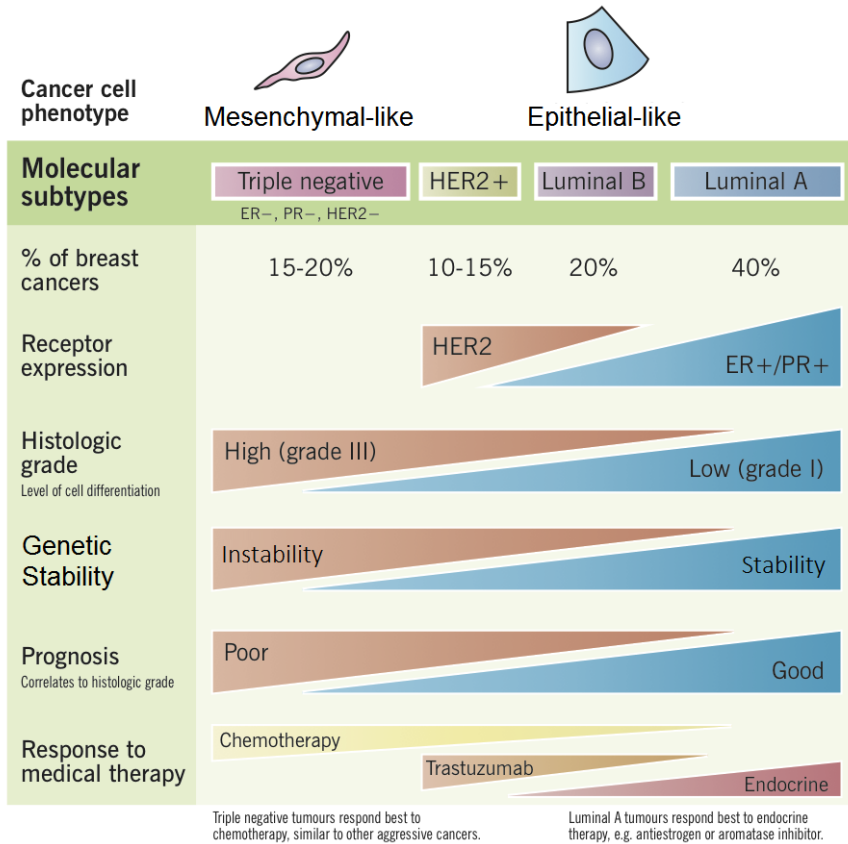 Cancer cell
phenotype
Mesenchymal-like
Epithelial-like
Molecular
subtypes
Triple negative
HER2+
Luminal B
Luminal A
ER−, PR−, HER2−
% of breast
cancers
15-20%
10-15%
20%
40%
Receptor
expression
HER2
ER+/PR+
Histologic
grade
Level of cell differentiation
High (grade III)
Low (grade I)
Genetic
Stability
Instability
Stability
Prognosis
Correlates to histologic grade
Poor
Good
Response to
medical therapy
Chemotherapy
Trastuzumab
Endocrine
Triple negative tumours respond best to
chemotherapy, similar to other aggressive cancers.
Luminal A tumours respond best to endocrine
therapy, e.g. antiestrogen or aromatase inhibitor.